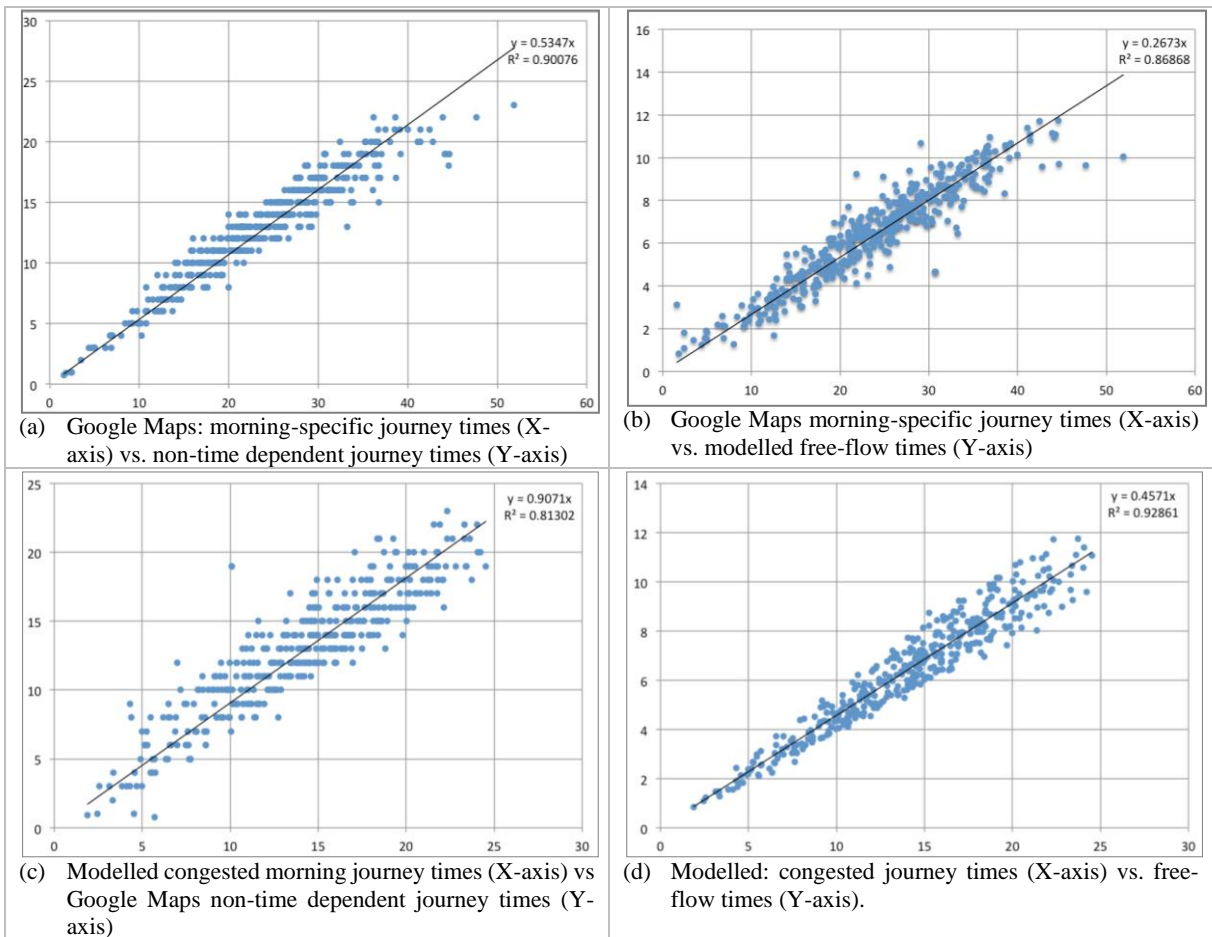 30
25
20
15
10
5
0
0 10 20 30 40 50 60
y = 0.5347x
R² = 0.90076
(a) Google Maps: morning-specific journey times (X-
axis) vs. non-time dependent journey times (Y-axis)
16
14
12
10
8
6
4
2
0
0 10 20 30 40 50 60
y = 0.2673x
R² = 0.86868
(b) Google Maps morning-specific journey times (X-axis)
vs. modelled free-flow times (Y-axis)
25
20
15
10
5
0
0 5 10 15 20 25 30
y = 0.9071x
R² = 0.81302
(c) Modelled congested morning journey times (X-axis) vs
Google Maps non-time dependent journey times (Y-
axis)
14
12
10
8
6
4
2
0
0 5 10 15 20 25 30
y = 0.4571x
R² = 0.92861
(d) Modelled: congested journey times (X-axis) vs. free-
flow times (Y-axis).